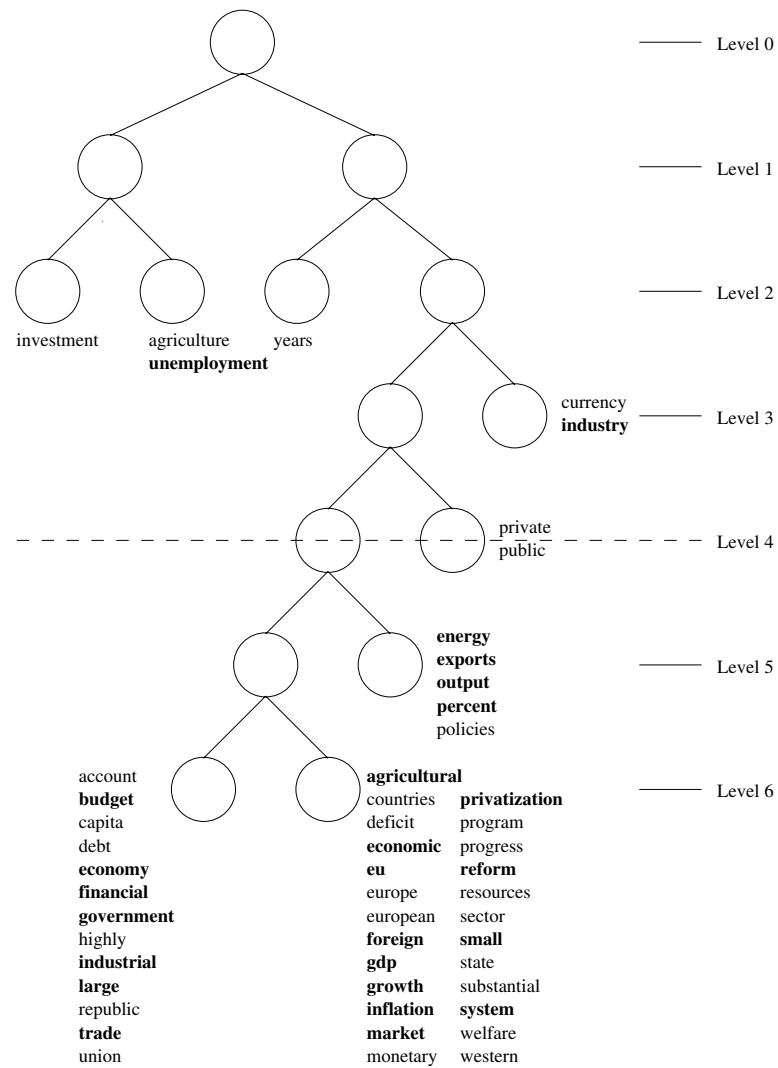 Level 0
Level 1
Level 2
investment
agriculture
unemployment
years
currency
industry
Level 3
private
public
Level 4
energy
exports
output
percent
policies
Level 5
account
budget
capita
debt
economy
financial
government
highly
industrial
large
republic
trade
union
agricultural
countries
deficit
economic
eu
europe
european
foreign
gdp
growth
inflation
market
monetary
privatization
program
progress
reform
resources
sector
small
state
substantial
system
welfare
western
Level 6